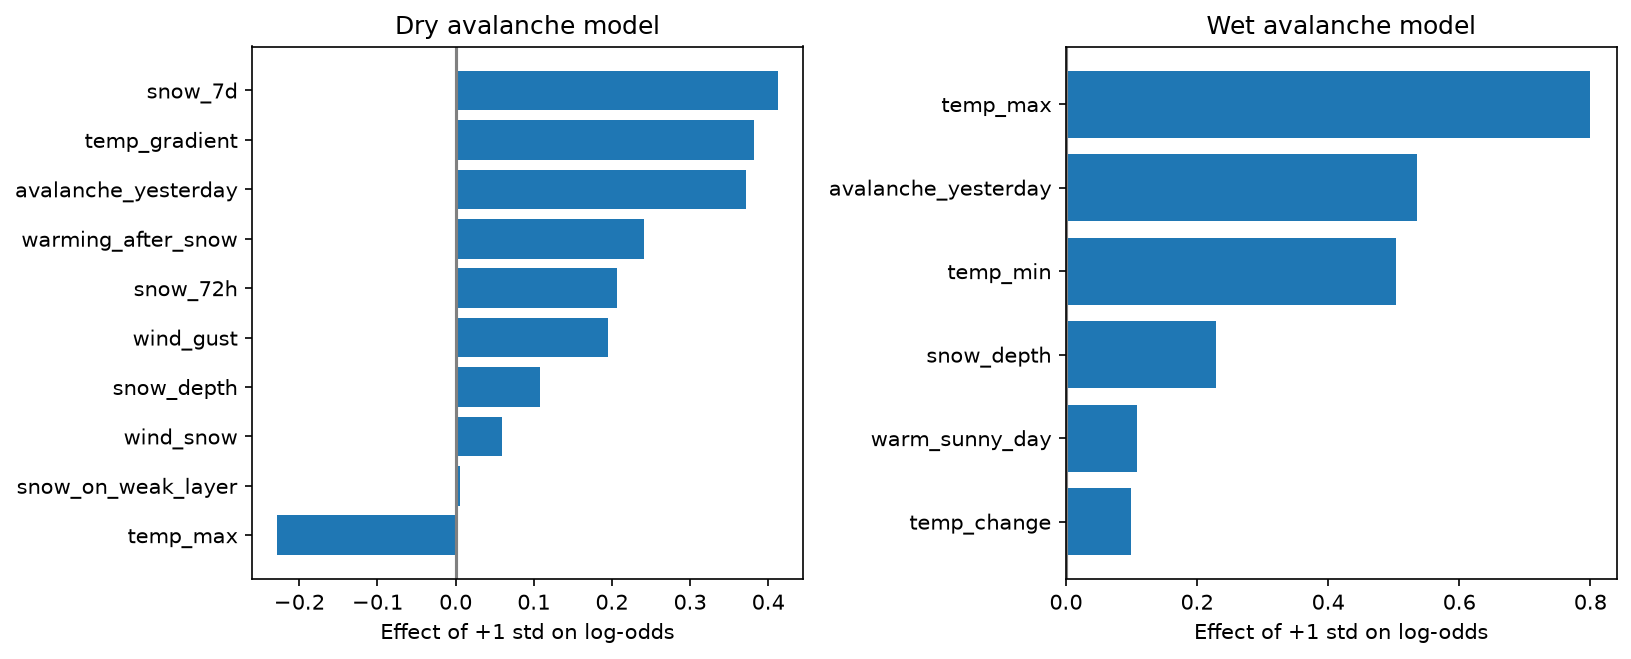 Dry avalanche model
snow_7d
temp_gradient
avalanche_yesterday
warming_after_snow
snow_72h
wind_gust
snow_depth
wind_snow
snow_on_weak_layer
temp_max
−0.2 −0.1 0.0 0.1 0.2 0.3 0.4
Effect of +1 std on log-odds
Wet avalanche model
temp_max
avalanche_yesterday
temp_min
snow_depth
warm_sunny_day
temp_change
0.0 0.2 0.4 0.6 0.8
Effect of +1 std on log-odds